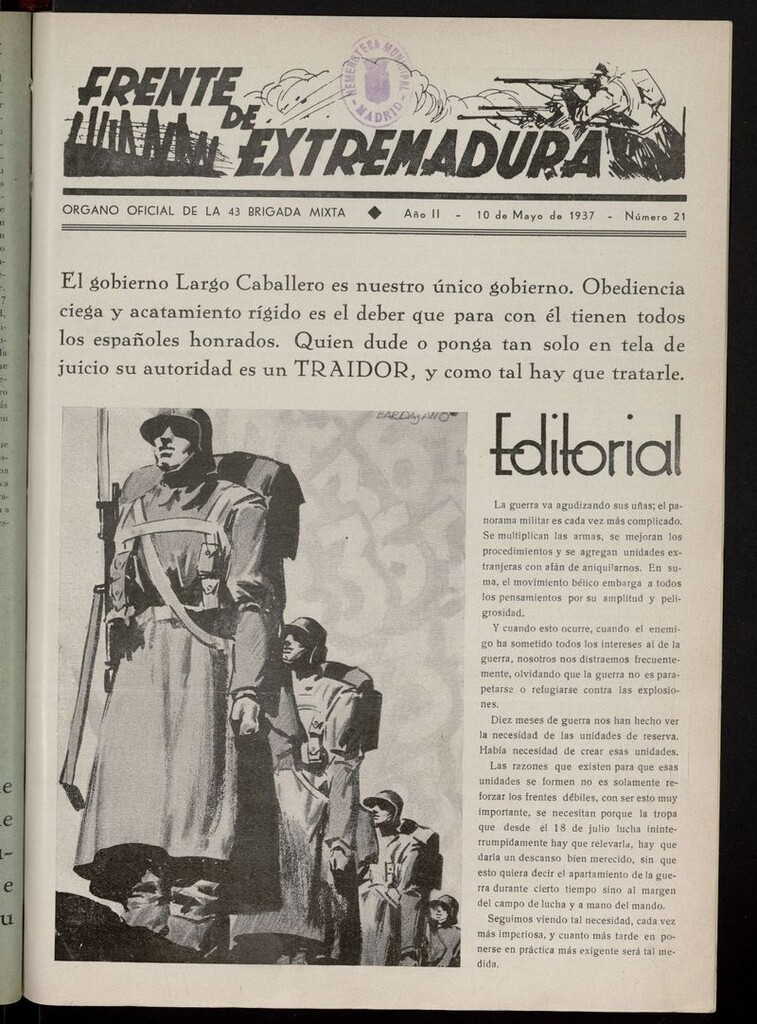 FRENTE
DE
EXTREMADURA
HEMEROTECA MUNICIPAL
MADRID
ORGANO OFICIAL DE LA 43 BRIGADA MIXTA ◆ Año II - 10 de Mayo de 1937 - Número 21
El gobierno Largo Caballero es nuestro único gobierno. Obediencia
ciega y acatamiento rígido es el deber que para con él tienen todos
los españoles honrados. Quien dude o ponga tan solo en tela de
juicio su autoridad es un TRAIDOR, y como tal hay que tratarle.
BARDASANO
Editorial
La guerra va agudizando sus uñas; el pa-
norama militar es cada vez más complicado.
Se multiplican las armas, se mejoran los
procedimientos y se agregan unidades ex-
tranjeras con afán de aniquilarnos. En su-
ma, el movimiento bélico embarga a todos
los pensamientos por su amplitud y peli-
grosidad.
Y cuando esto ocurre, cuando el enemi-
go ha sometido todos los intereses al de la
guerra, nosotros nos distraemos frecuente-
mente, olvidando que la guerra no es para-
petarse o refugiarse contra las explosio-
nes.
Diez meses de guerra nos han hecho ver
la necesidad de las unidades de reserva.
Había necesidad de crear esas unidades.
Las razones que existen para que esas
unidades se formen no es solamente re-
forzar los frentes débiles, con ser esto muy
importante, se necesitan porque la tropa
que desde el 18 de julio lucha ininte-
rrumpidamente hay que relevarla, hay que
darla un descanso bien merecido, sin que
esto quiera decir el apartamiento de la gue-
rra durante cierto tiempo sino al margen
del campo de lucha y a mano del mando.
Seguimos viendo tal necesidad, cada vez
más imperiosa, y cuanto más tarde en po-
nerse en práctica más exigente será tal me-
dida.